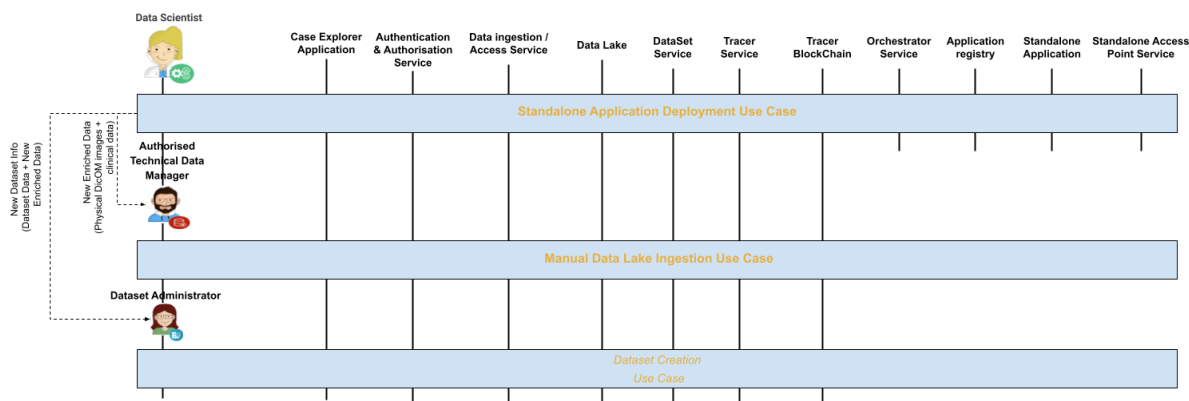 Data Scientist
Case Explorer
Application
Authentication
& Authorisation
Service
Data ingestion /
Access Service
Data Lake
DataSet
Service
Tracer
Service
Tracer
BlockChain
Orchestrator
Service
Application
registry
Standalone
Application
Standalone Access
Point Service
Standalone Application Deployment Use Case
New Dataset Info
(Dataset Data + New
Enriched Data)
New Enriched Data
(Physical DicOM images +
clinical data)
Authorised
Technical Data
Manager
Manual Data Lake Ingestion Use Case
Dataset Administrator
Dataset Creation
Use Case